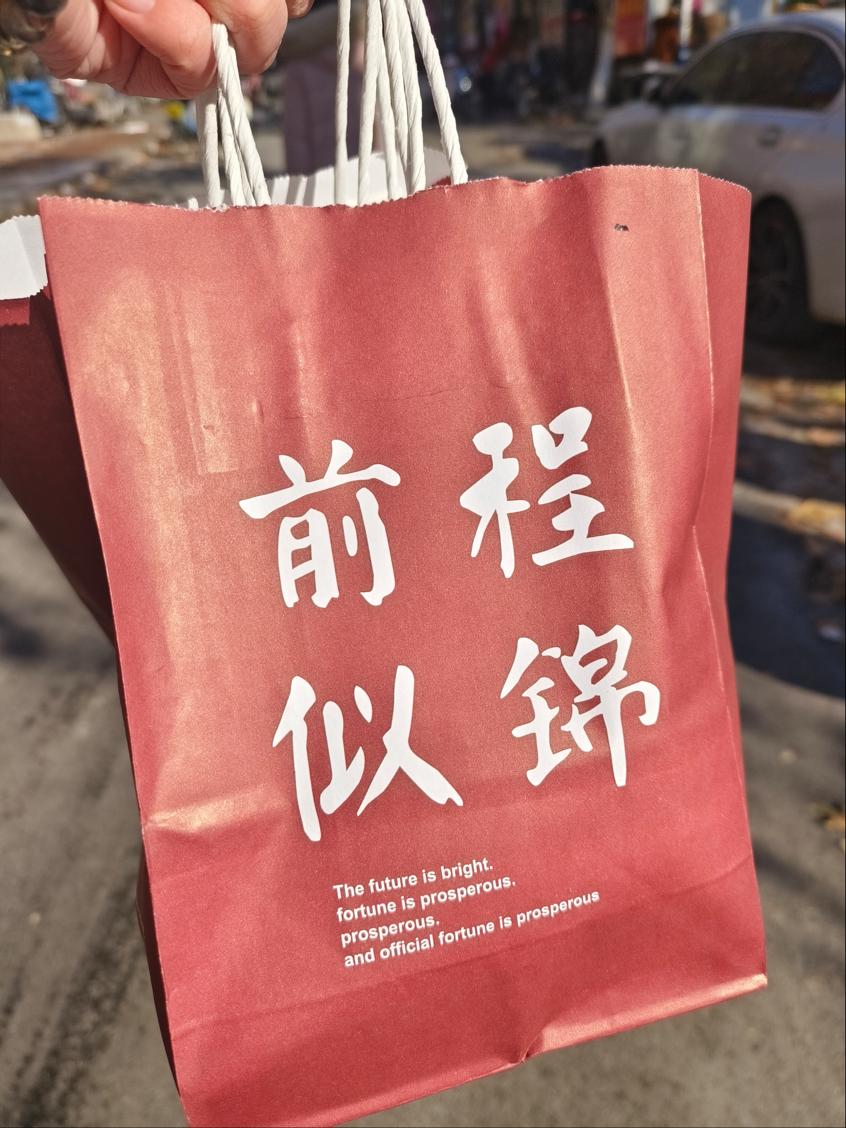 前程
似锦
The future is bright.
fortune is prosperous.
prosperous.
and official fortune is prosperous